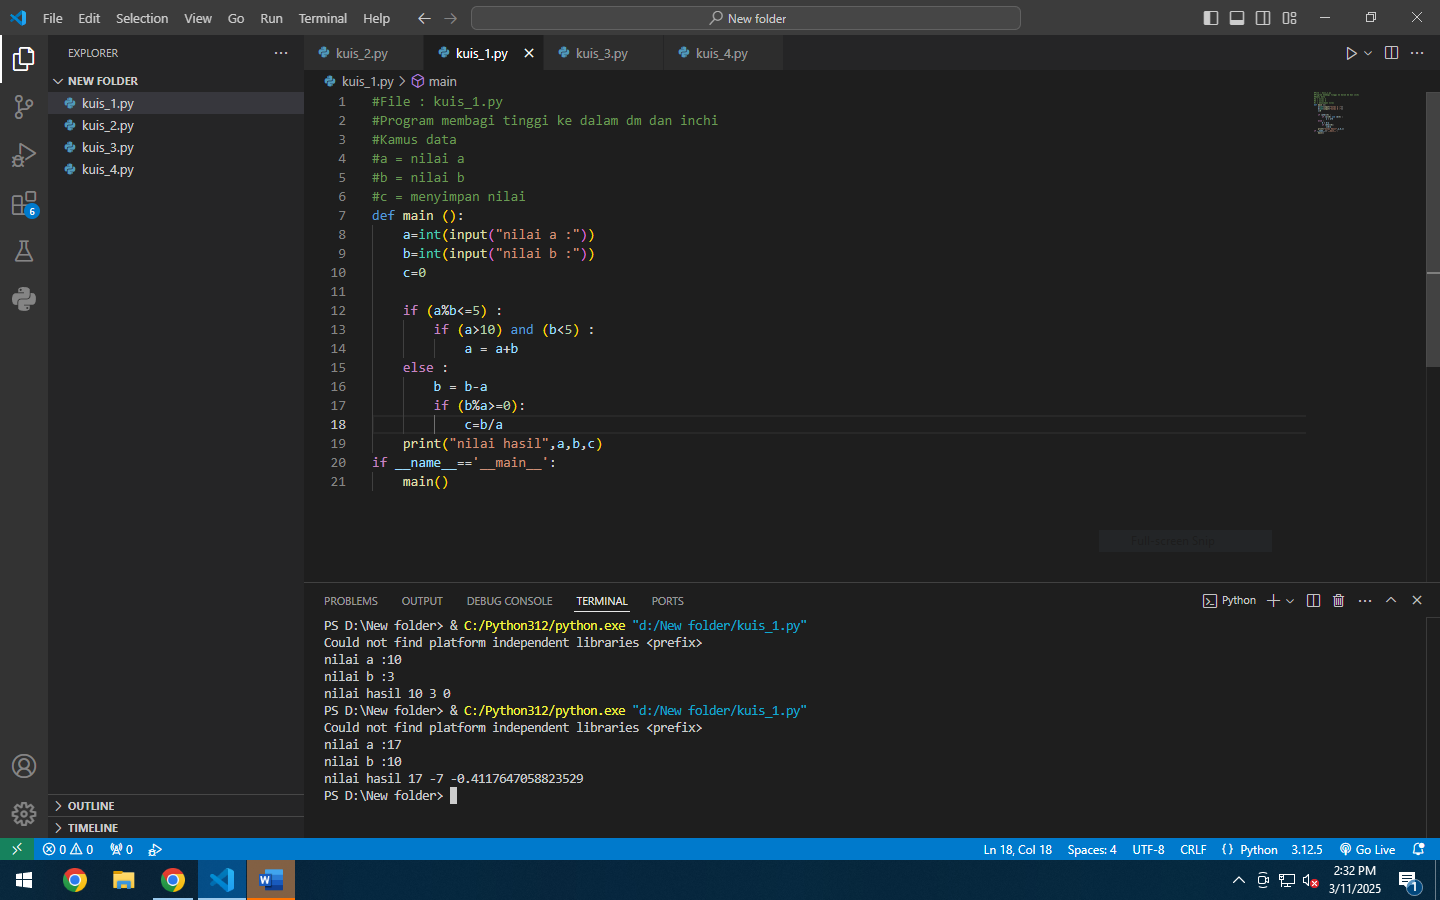 File Edit Selection View Go Run Terminal Help
New folder
EXPLORER
NEW FOLDER
kuis_1.py
kuis_2.py
kuis_3.py
kuis_4.py
6
OUTLINE
TIMELINE
kuis_2.py kuis_1.py kuis_3.py kuis_4.py
kuis_1.py > main
1 #File : kuis_1.py
2 #Program membagi tinggi ke dalam dm dan inchi
3 #Kamus data
4 #a = nilai a
5 #b = nilai b
6 #c = menyimpan nilai
7 def main ():
8 a=int(input("nilai a :"))
9 b=int(input("nilai b :"))
10 c=0
11
12 if (a%b<=5) :
13 if (a>10) and (b<5) :
14 a = a+b
15 else :
16 b = b-a
17 if (b%a>=0):
18 c=b/a
19 print("nilai hasil",a,b,c)
20 if __name__=='__main__':
21 main()
Full-screen Snip
PROBLEMS OUTPUT DEBUG CONSOLE TERMINAL PORTS
Python
PS D:\New folder> & C:/Python312/python.exe "d:/New folder/kuis_1.py"
Could not find platform independent libraries <prefix>
nilai a :10
nilai b :3
nilai hasil 10 3 0
PS D:\New folder> & C:/Python312/python.exe "d:/New folder/kuis_1.py"
Could not find platform independent libraries <prefix>
nilai a :17
nilai b :10
nilai hasil 17 -7 -0.4117647058823529
PS D:\New folder>
0 0 0 Ln 18, Col 18 Spaces: 4 UTF-8 CRLF {} Python 3.12.5 Go Live
2:32 PM
3/11/2025
1